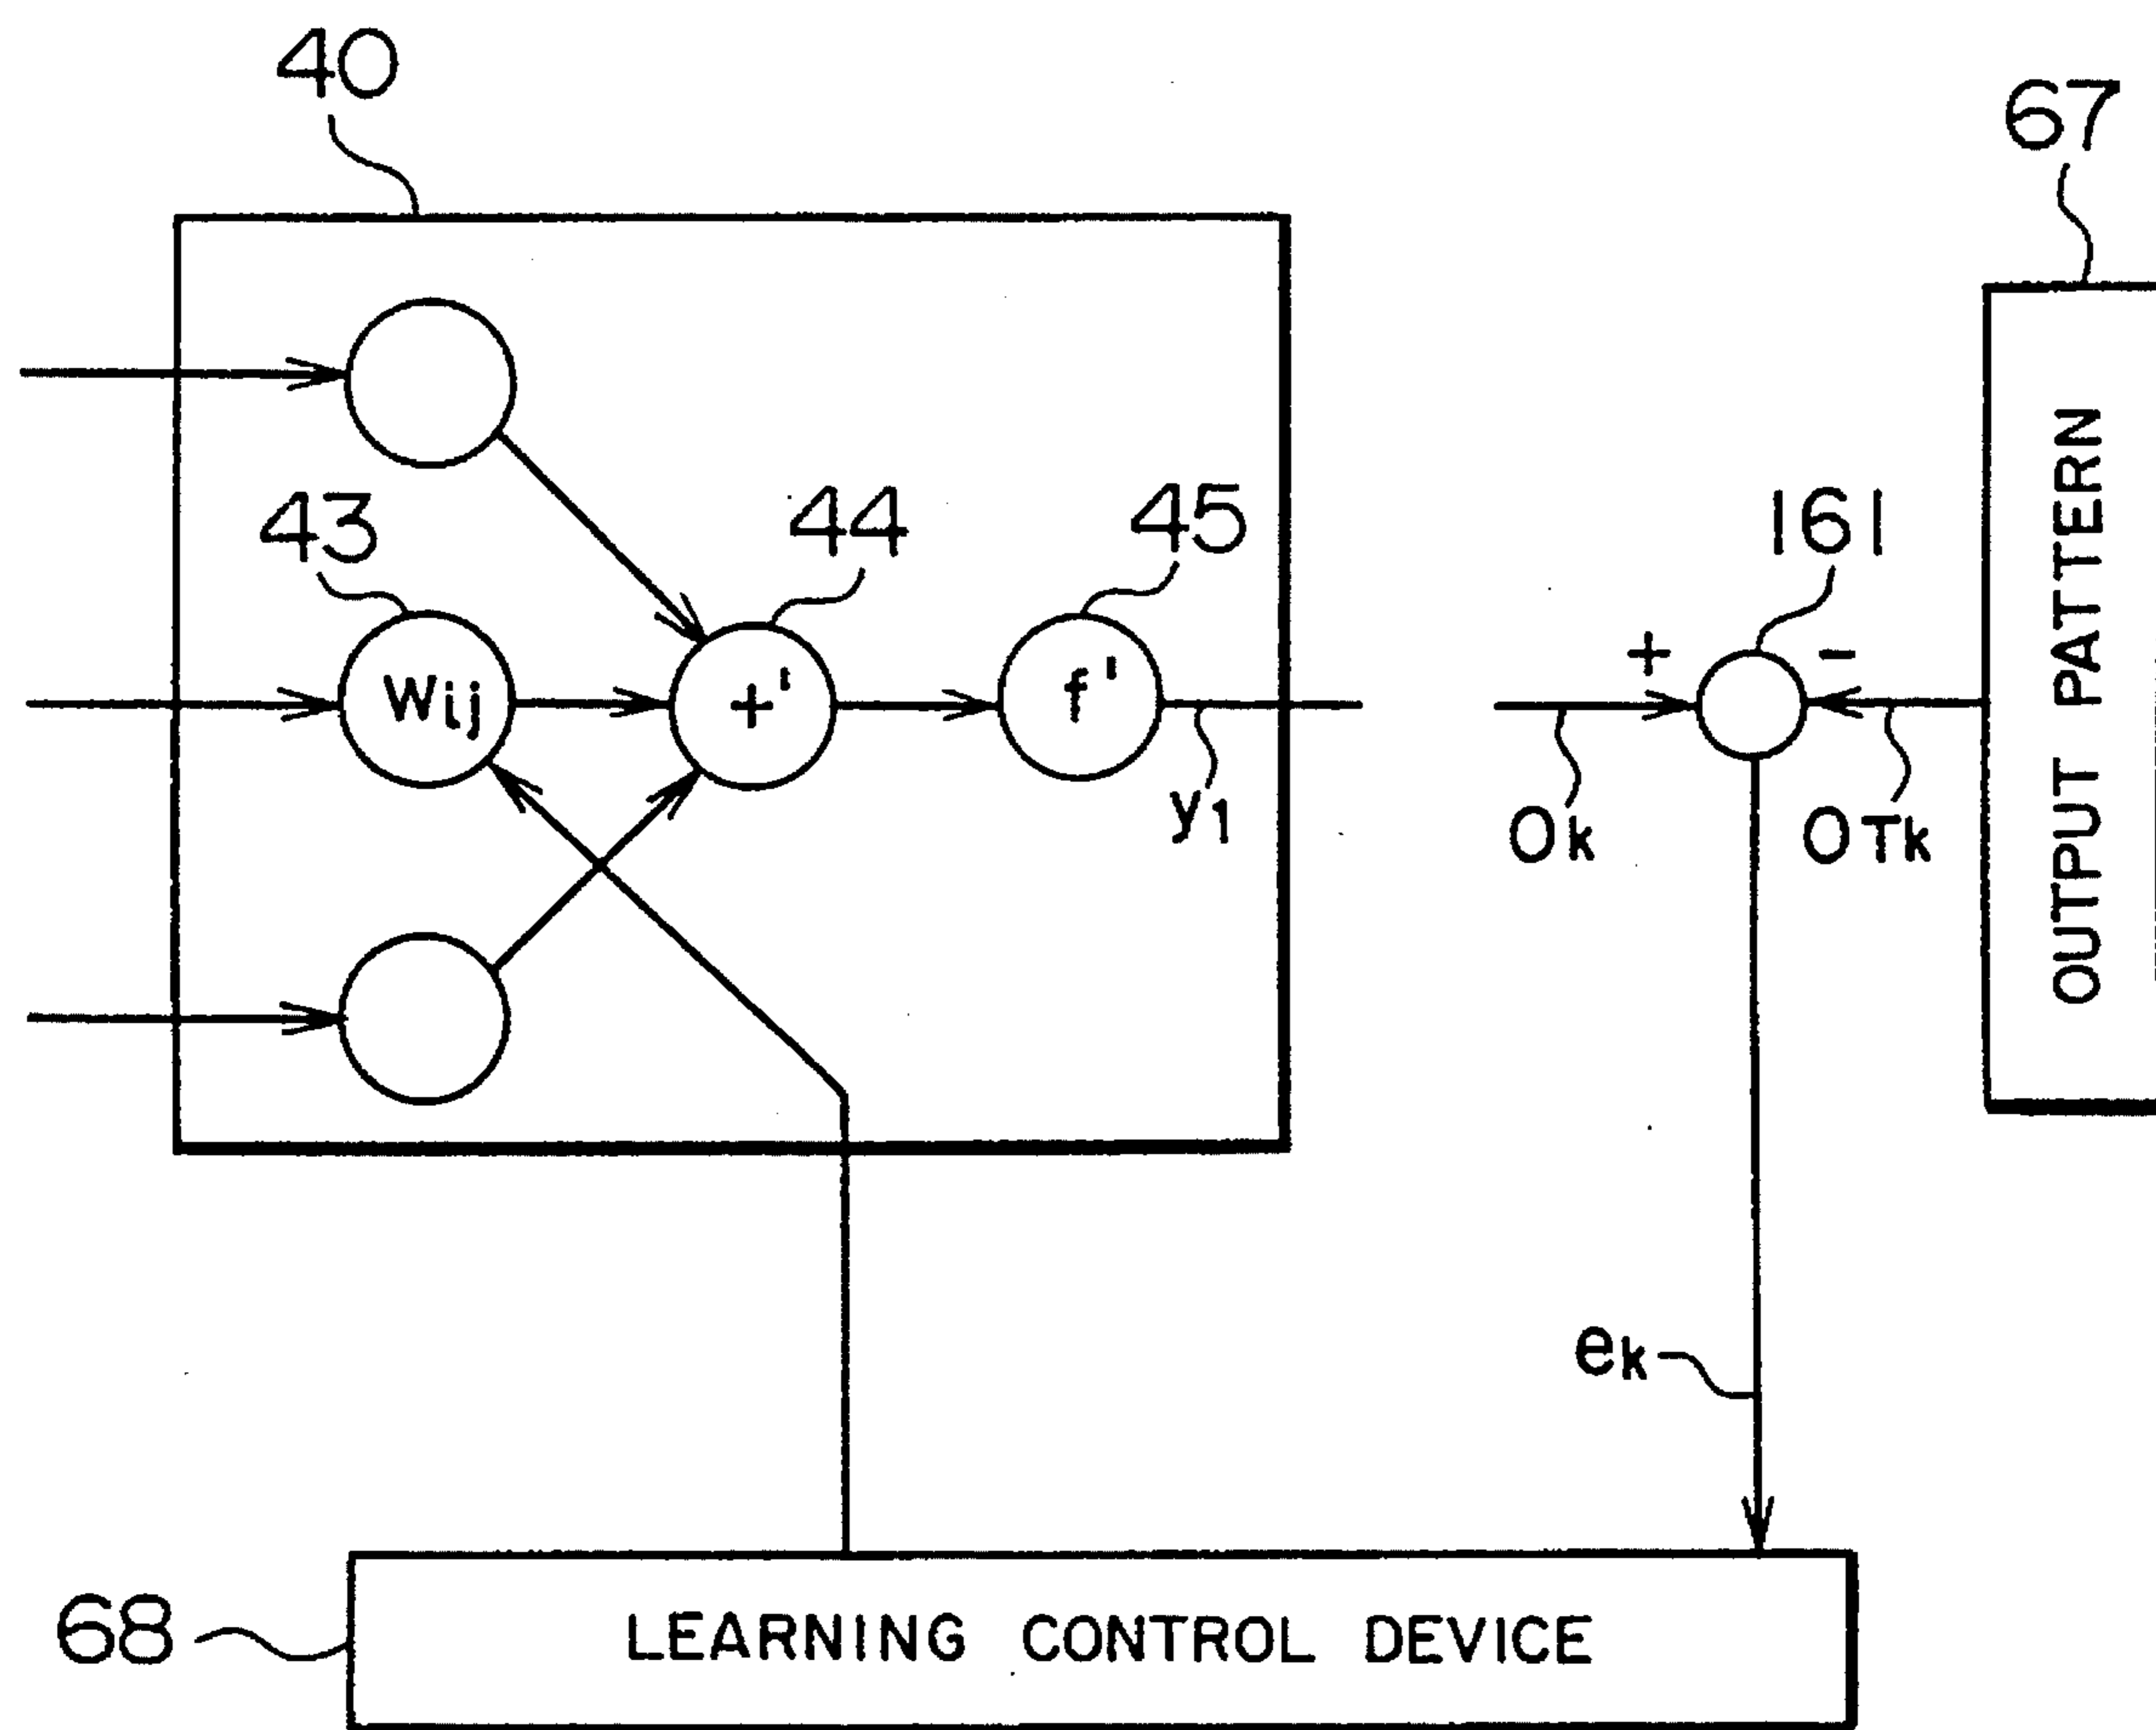 40
67
43
44
45
161
Wij
+'
f'
+
-
y1
Ok
OTk
OUTPUT PATTERN
ek
68
LEARNING CONTROL DEVICE